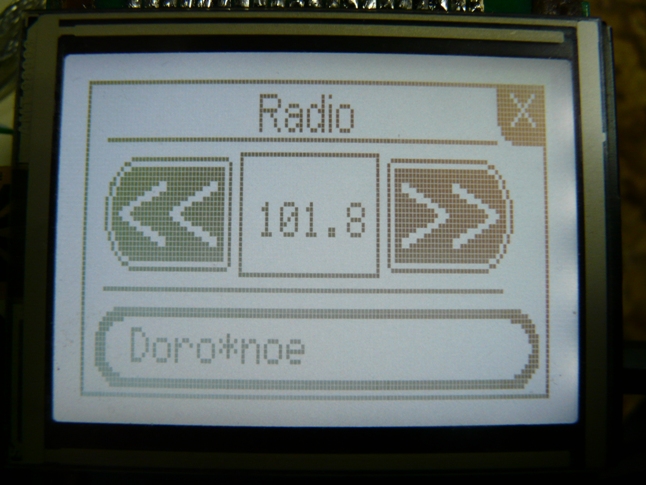 Radio
X
<< 101.8 >>
Doro*noe